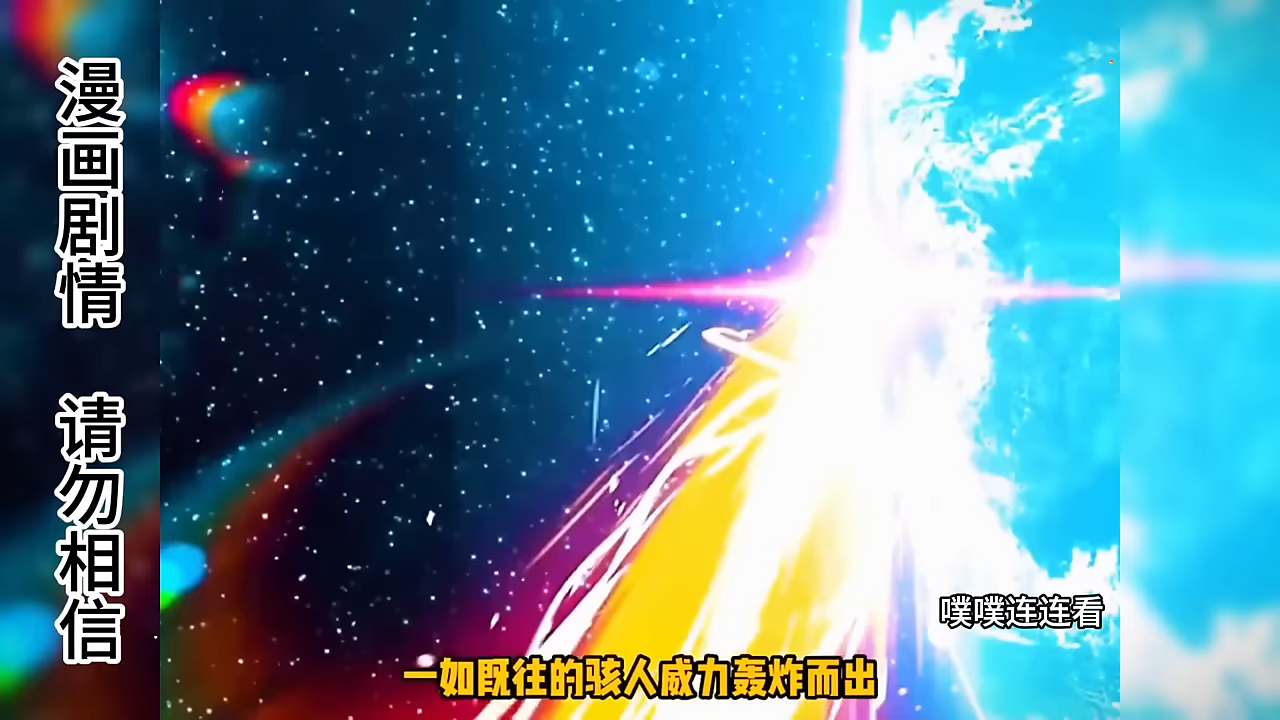 漫画剧情 请勿相信
噗噗连连看
一如既往的骇人威力轰炸而出